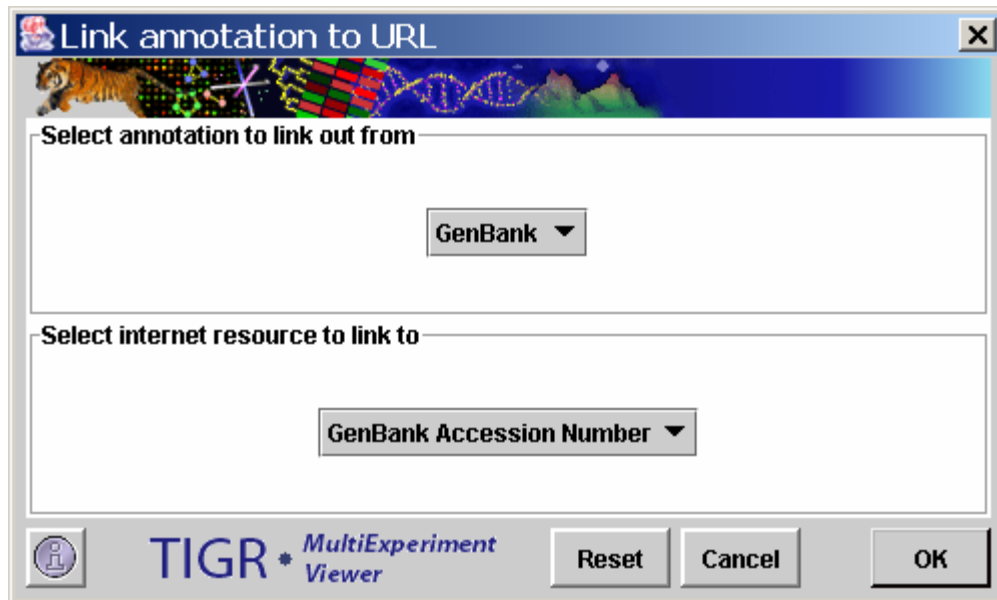 Link annotation to URL
Select annotation to link out from
GenBank
Select internet resource to link to
GenBank Accession Number
TIGR • MultiExperiment
Viewer
Reset
Cancel
OK